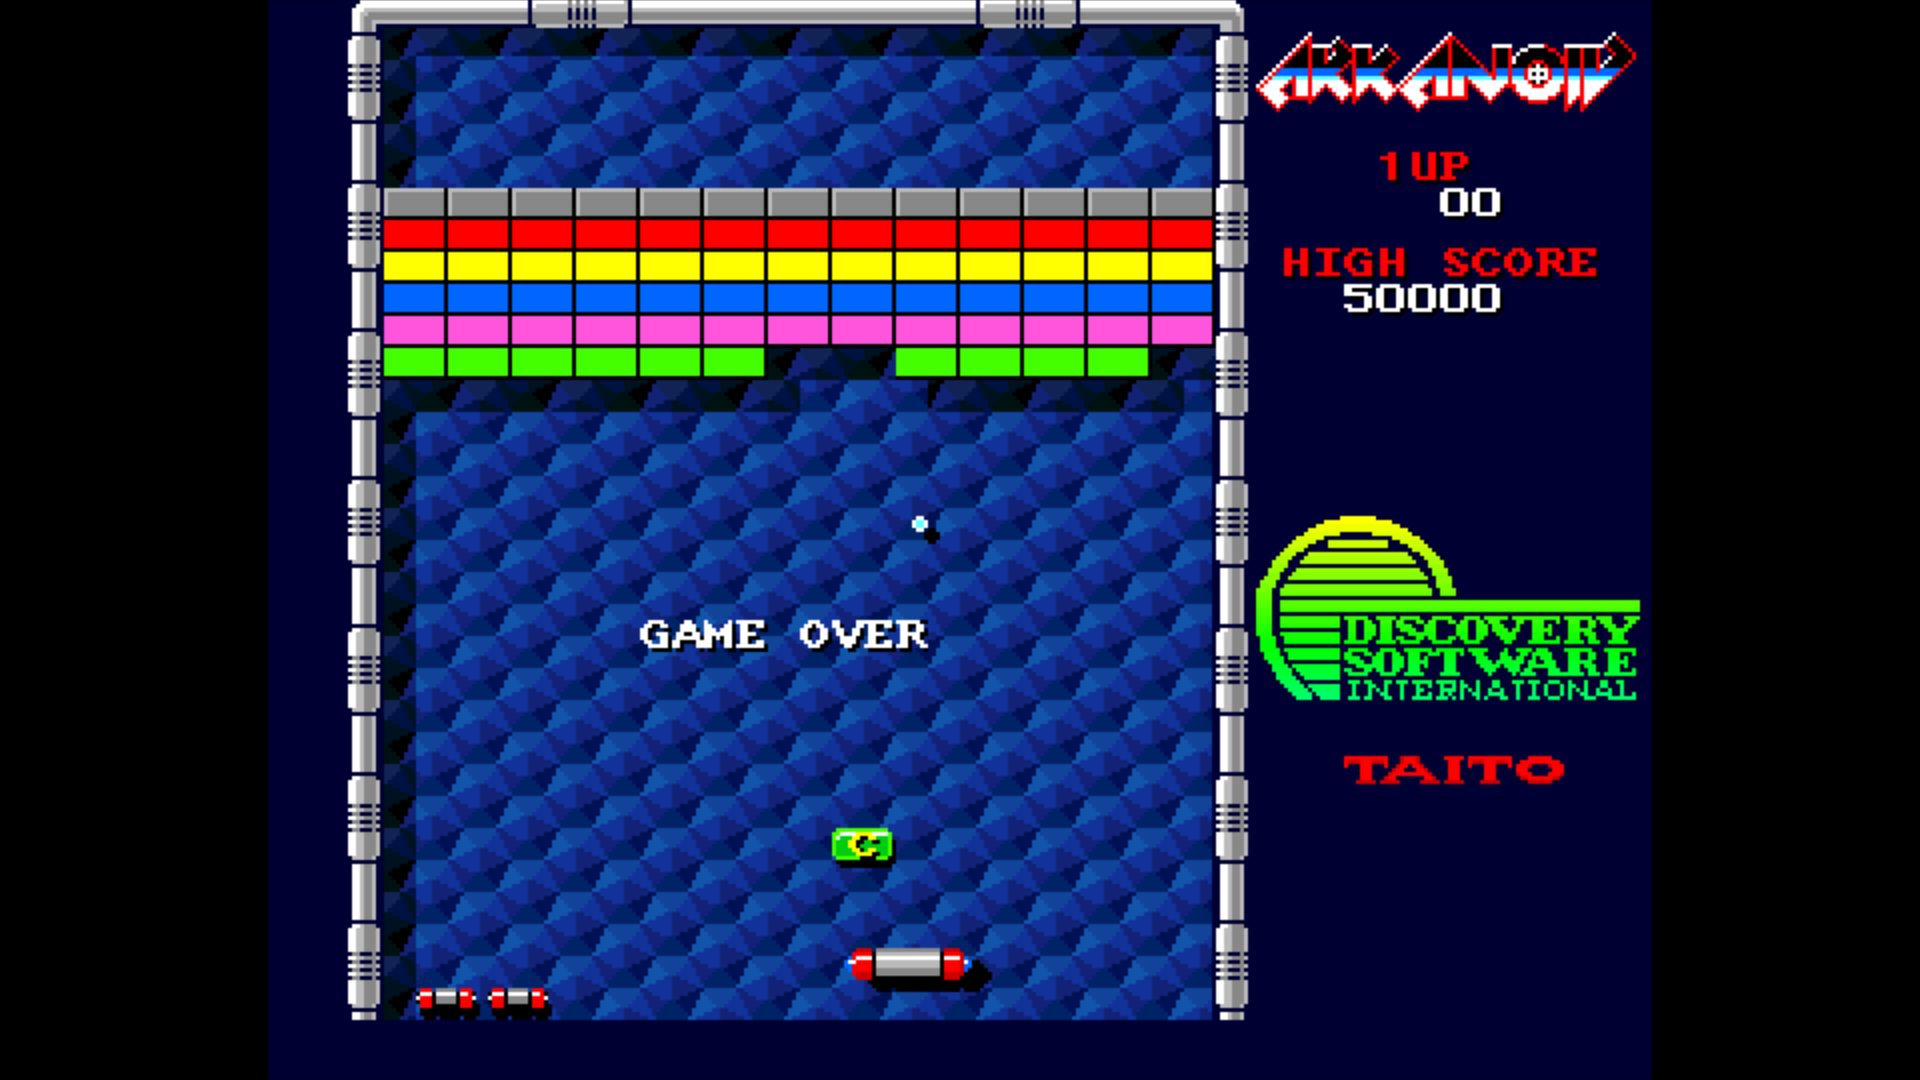 ARKANOID
1UP
00
HIGH SCORE
50000
GAME OVER
DISCOVERY
SOFTWARE
INTERNATIONAL
TAITO
C